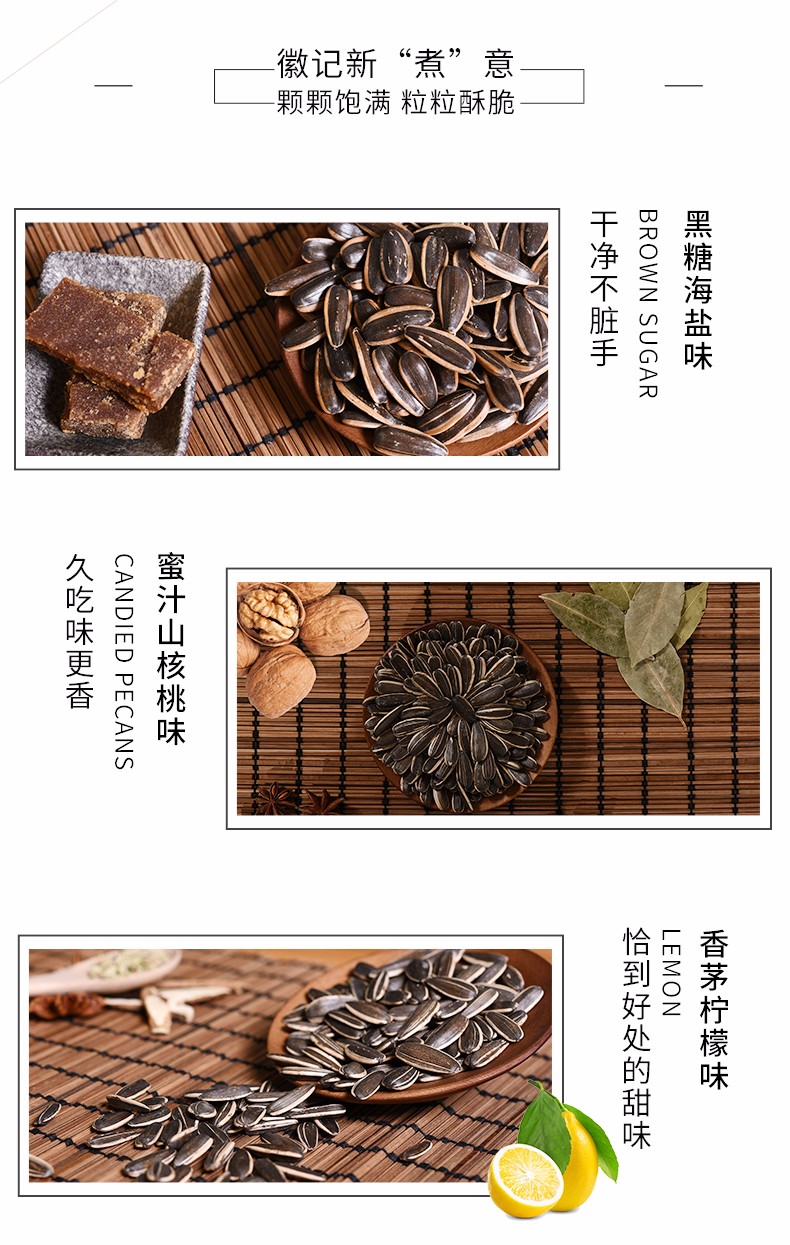 徽记新“煮”意
颗颗饱满 粒粒酥脆
黑糖海盐味
BROWN SUGAR
干净不脏手
蜜汁山核桃味
CANDIED PECANS
久吃味更香
香茅柠檬味
LEMON
恰到好处的甜味